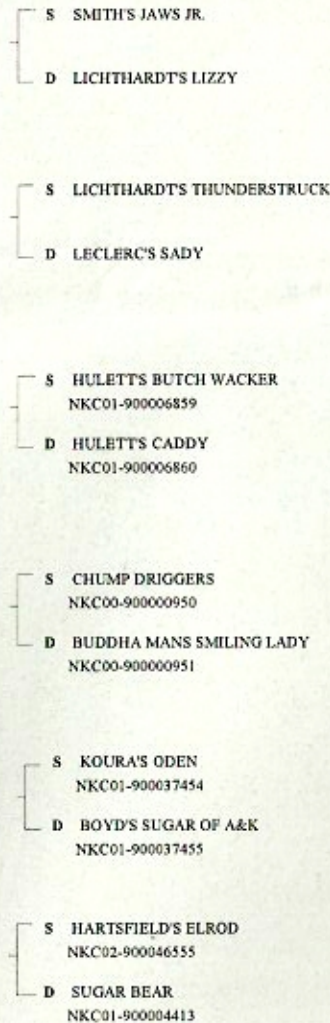 S SMITH'S JAWS JR.
D LICHTHARDT'S LIZZY
S LICHTHARDT'S THUNDERSTRUCK
D LECLERC'S SADY
S HULETT'S BUTCH WACKER
NKC01-900006859
D HULETT'S CADDY
NKC01-900006860
S CHUMP DRIGGERS
NKC00-900000950
D BUDDHA MANS SMILING LADY
NKC00-900000951
S KOURA'S ODEN
NKC01-900037454
D BOYD'S SUGAR OF A&K
NKC01-900037455
S HARTSFIELD'S ELROD
NKC02-900046555
D SUGAR BEAR
NKC01-900004413